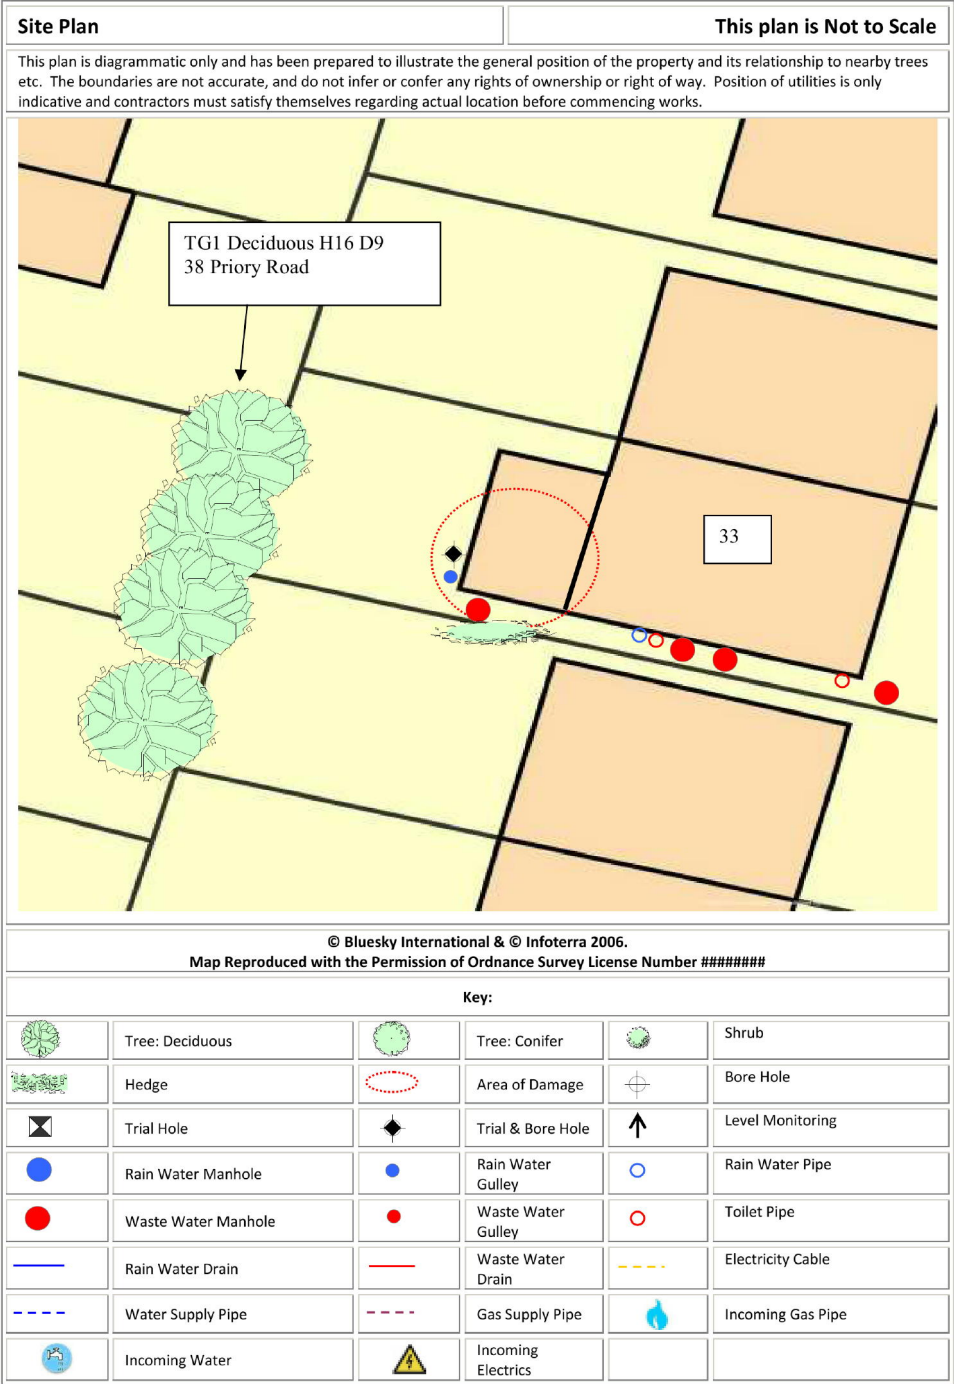 Site Plan
This plan is Not to Scale
This plan is diagrammatic only and has been prepared to illustrate the general position of the property and its relationship to nearby trees
etc.  The boundaries are not accurate, and do not infer or confer any rights of ownership or right of way.  Position of utilities is only
indicative and contractors must satisfy themselves regarding actual location before commencing works.
TG1 Deciduous H16 D9
38 Priory Road
33
© Bluesky International & © Infoterra 2006.
Map Reproduced with the Permission of Ordnance Survey License Number ########
Key:
Tree: Deciduous
Tree: Conifer
Shrub
Hedge
Area of Damage
Bore Hole
Trial Hole
Trial & Bore Hole
Level Monitoring
Rain Water Manhole
Rain Water
Gulley
Rain Water Pipe
Waste Water Manhole
Waste Water
Gulley
Toilet Pipe
Rain Water Drain
Waste Water
Drain
Electricity Cable
Water Supply Pipe
Gas Supply Pipe
Incoming Gas Pipe
Incoming Water
Incoming
Electrics